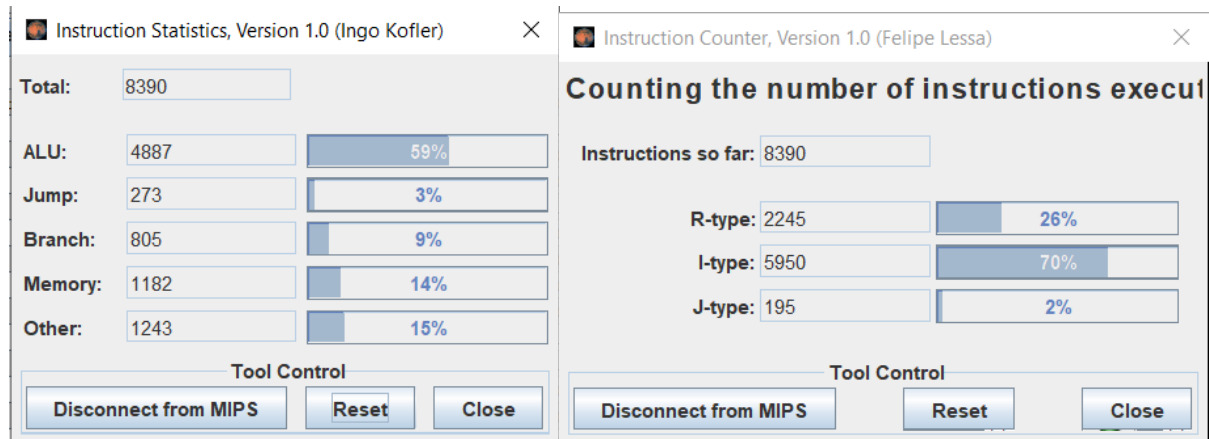 Instruction Statistics, Version 1.0 (Ingo Kofler)
Total: 8390
ALU: 4887 59%
Jump: 273 3%
Branch: 805 9%
Memory: 1182 14%
Other: 1243 15%
Tool Control
Disconnect from MIPS Reset Close
Instruction Counter, Version 1.0 (Felipe Lessa)
Counting the number of instructions execut
Instructions so far: 8390
R-type: 2245 26%
I-type: 5950 70%
J-type: 195 2%
Tool Control
Disconnect from MIPS Reset Close